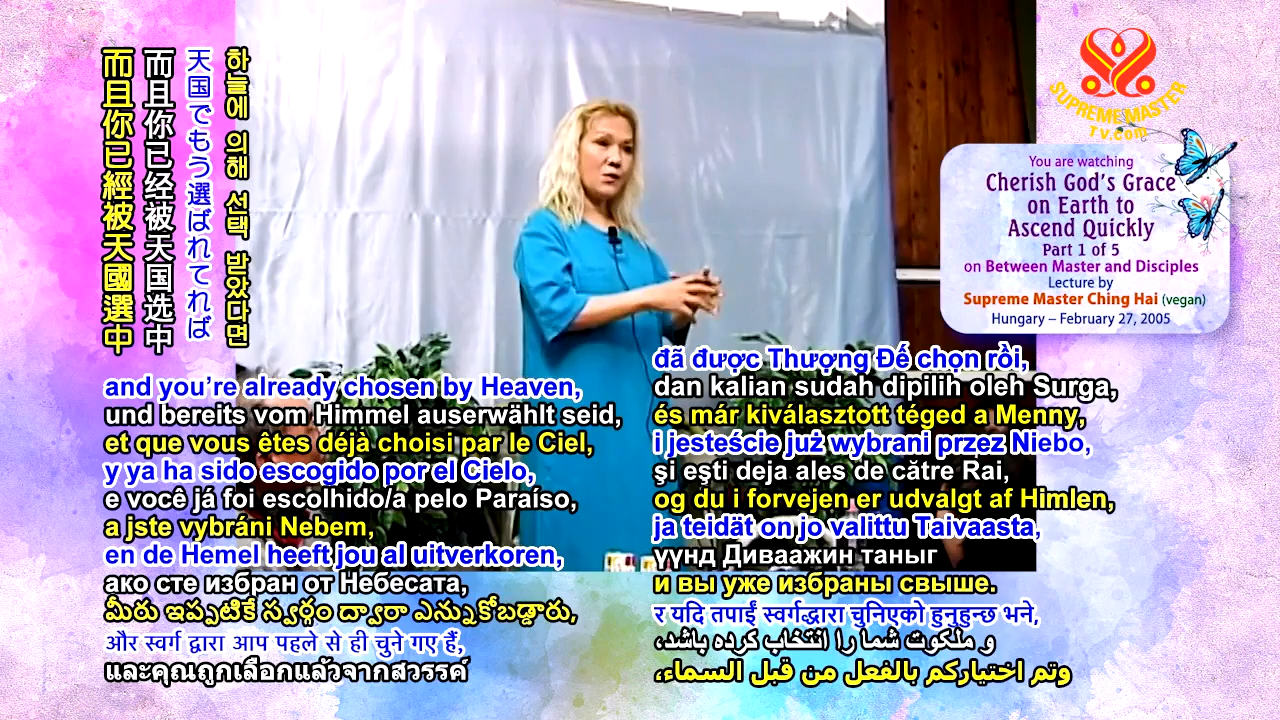 而且你已經被天國選中
而且你已经被天国选中
天国でもう選ばれてれば
하늘에 의해 선택 받았다면
SUPREME MASTER
TV.com
You are watching
Cherish God's Grace
on Earth to
Ascend Quickly
Part 1 of 5
on Between Master and Disciples
Lecture by
Supreme Master Ching Hai (vegan)
Hungary – February 27, 2005
and you're already chosen by Heaven,
und bereits vom Himmel auserwählt seid,
et que vous êtes déjà choisi par le Ciel,
y ya ha sido escogido por el Cielo,
e você já foi escolhido/a pelo Paraíso,
a jste vybráni Nebem,
en de Hemel heeft jou al uitverkoren,
ако сте избран от Небесата,
మీరు ఇప్పటికే స్వర్గం ద్వారా ఎన్నుకోబడ్డారు,
और स्वर्ग द्वारा आप पहले से ही चुने गए हैं,
และคุณถูกเลือกแล้วจากสวรรค์
đã được Thượng Đế chọn rồi,
dan kalian sudah dipilih oleh Surga,
és már kiválasztott téged a Menny,
i jesteście już wybrani przez Niebo,
şi eşti deja ales de către Rai,
og du i forvejen er udvalgt af Himlen,
ja teidät on jo valittu Taivaasta,
үүнд Диваажин таныг
и вы уже избраны свыше.
र यदि तपाईं स्वर्गद्धारा चुनिएको हुनुहुन्छ भने,
و ملکوت شما را انتخاب کرده باشد،
وتم اختياركم بالفعل من قبل السماء،